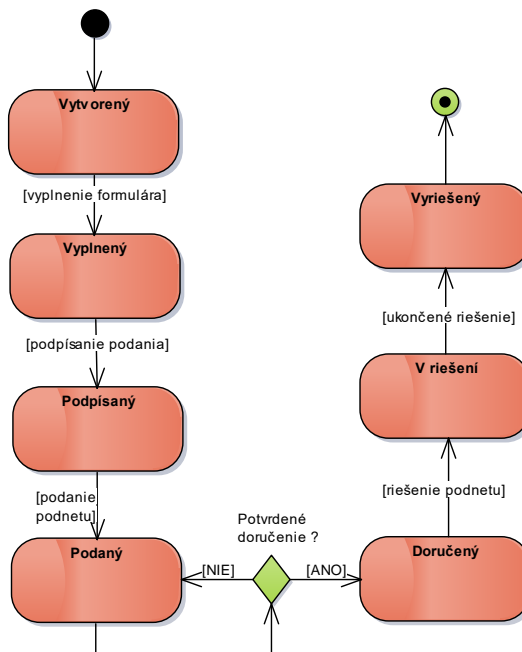 Vytvorený
[vyplnenie formulára]
Vyplnený
[podpísanie podania]
Podpísaný
[podanie
podnetu]
Podaný
[NIE]
Potvrdené
doručenie ?
[ANO]
Doručený
[riešenie podnetu]
V riešení
[ukončené riešenie]
Vyriešený